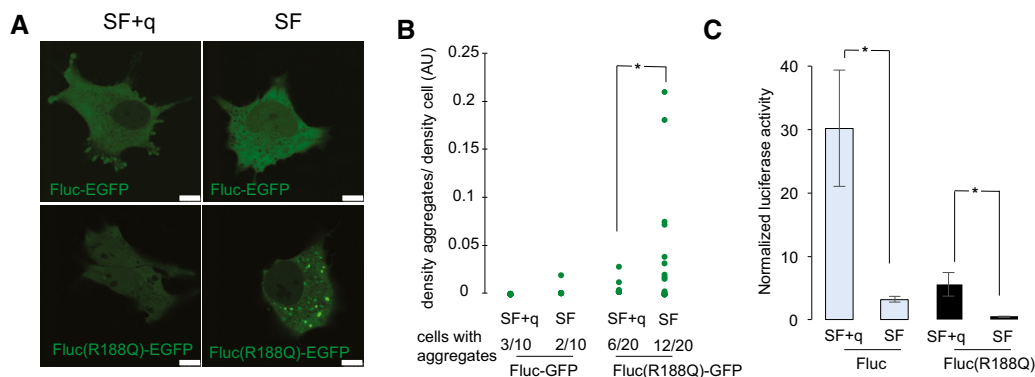 A
SF+q
SF
Fluc-EGFP
Fluc-EGFP
Fluc(R188Q)-EGFP
Fluc(R188Q)-EGFP
B
density aggregates/ density cell (AU)
0.25
0.2
0.15
0.1
0.05
0
*
SF+q
SF
SF+q
SF
cells with
aggregates
3/10
2/10
6/20
12/20
Fluc-GFP
Fluc(R188Q)-GFP
C
Normalized luciferase activity
40
30
20
10
0
*
*
SF+q
SF
SF+q
SF
Fluc
Fluc(R188Q)